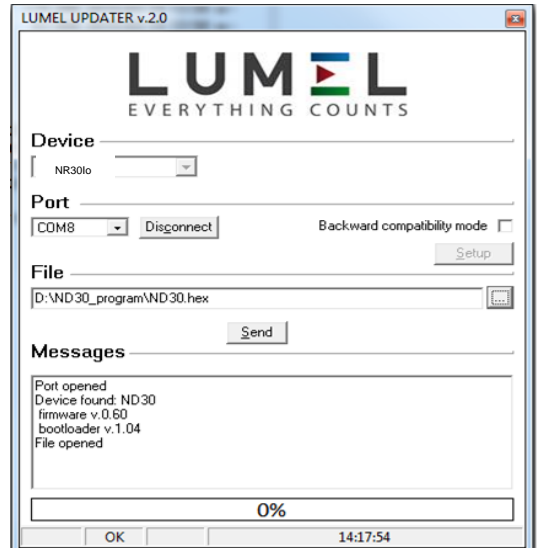 LUMEL UPDATER v.2.0
LUMEL
EVERYTHING COUNTS
Device
NR30Io
Port
COM8 Disconnect Backward compatibility mode
Setup
File
D:\ND30_program\ND30.hex ...
Send
Messages
Port opened
Device found: ND30
firmware v.0.60
bootloader v.1.04
File opened
0%
OK 14:17:54